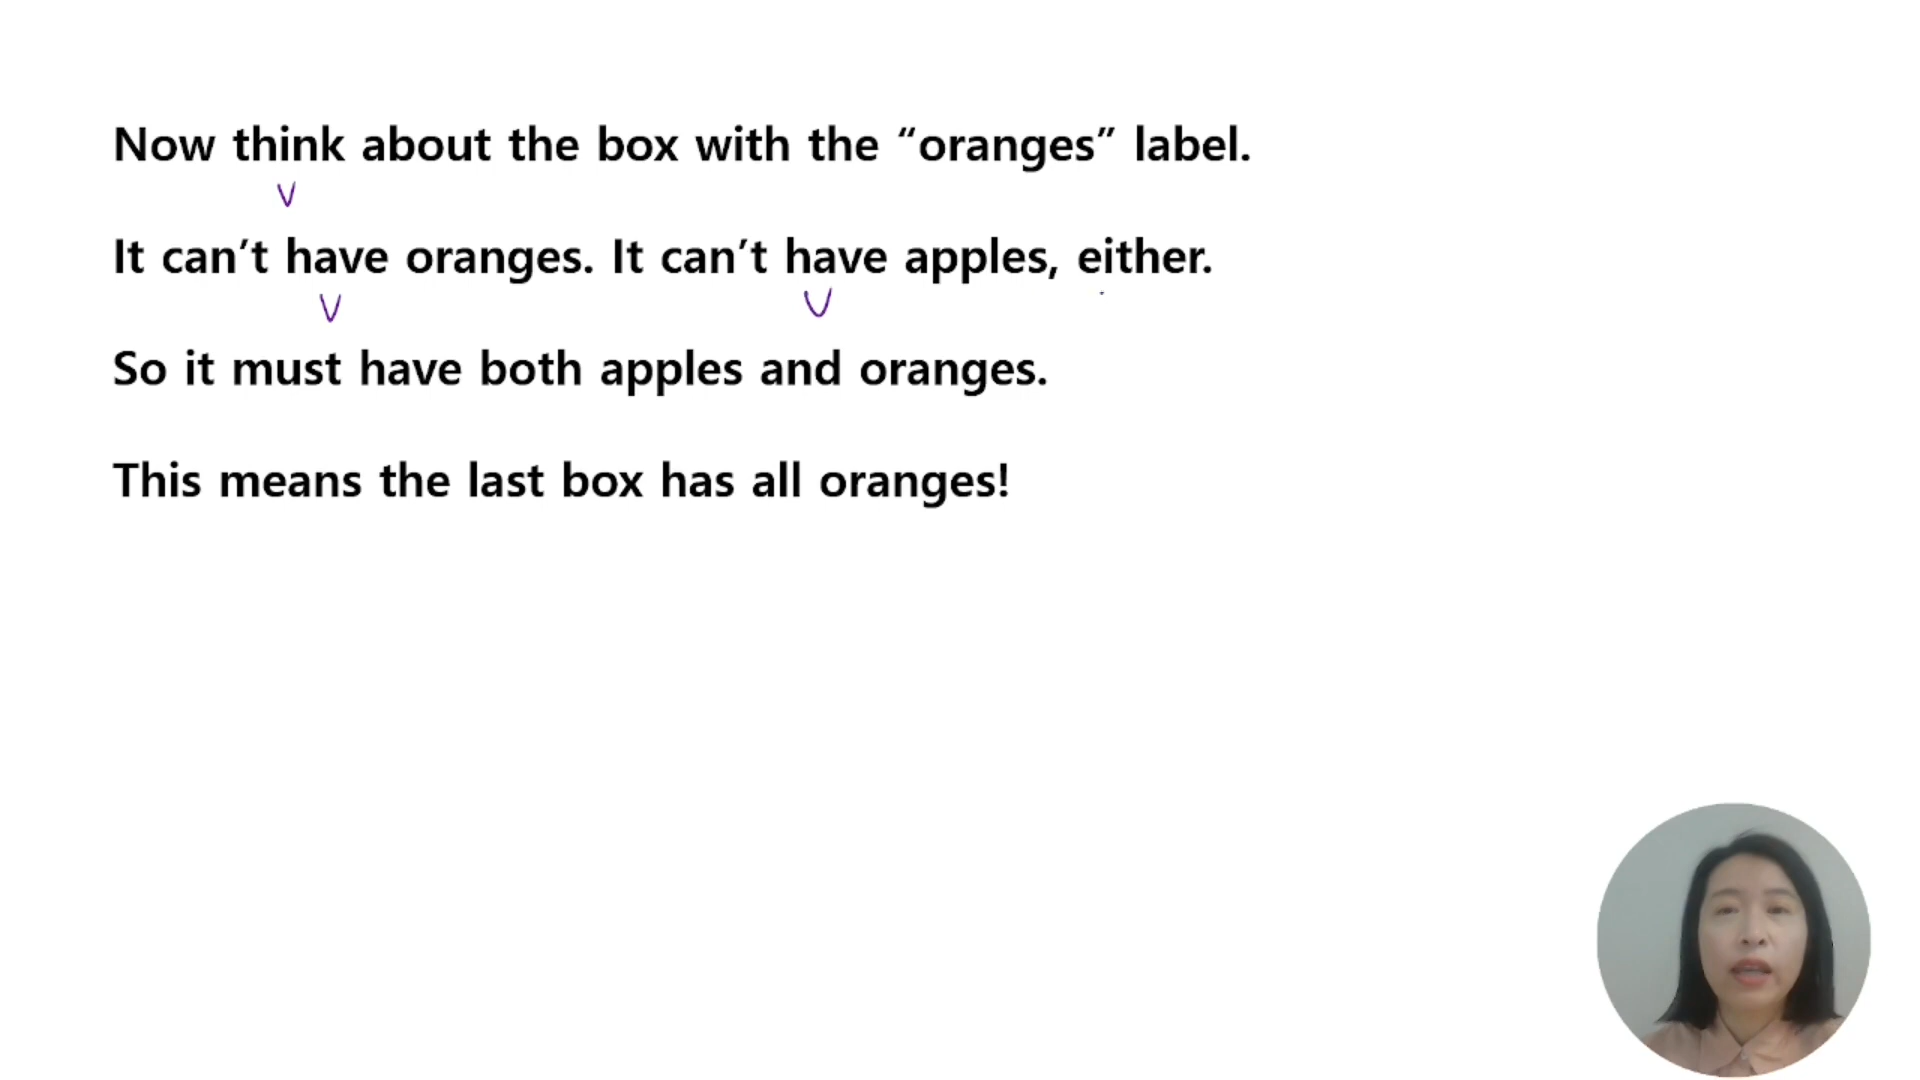 Now think about the box with the “oranges” label.
V
It can’t have oranges. It can’t have apples, either.
V V
So it must have both apples and oranges.
This means the last box has all oranges!